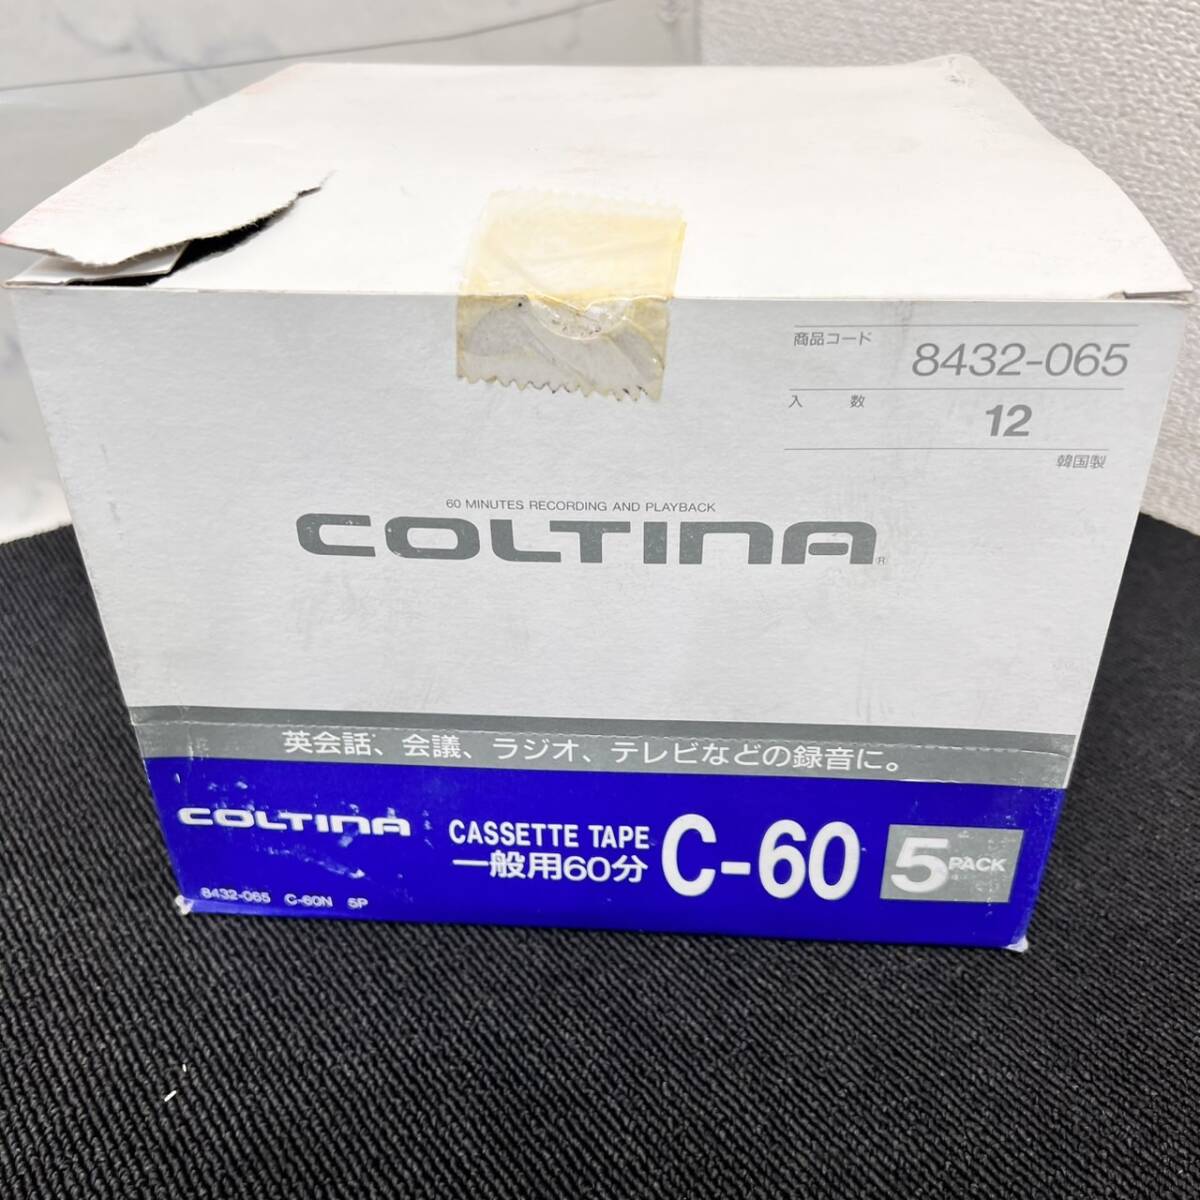 商品コード 8432-065
入数 12
韓国製
60 MINUTES RECORDING AND PLAYBACK
COLTINA®
英会話、会議、ラジオ、テレビなどの録音に。
COLTINA
CASSETTE TAPE
一般用60分
C-60
5PACK
8432-065 C-60N 5P